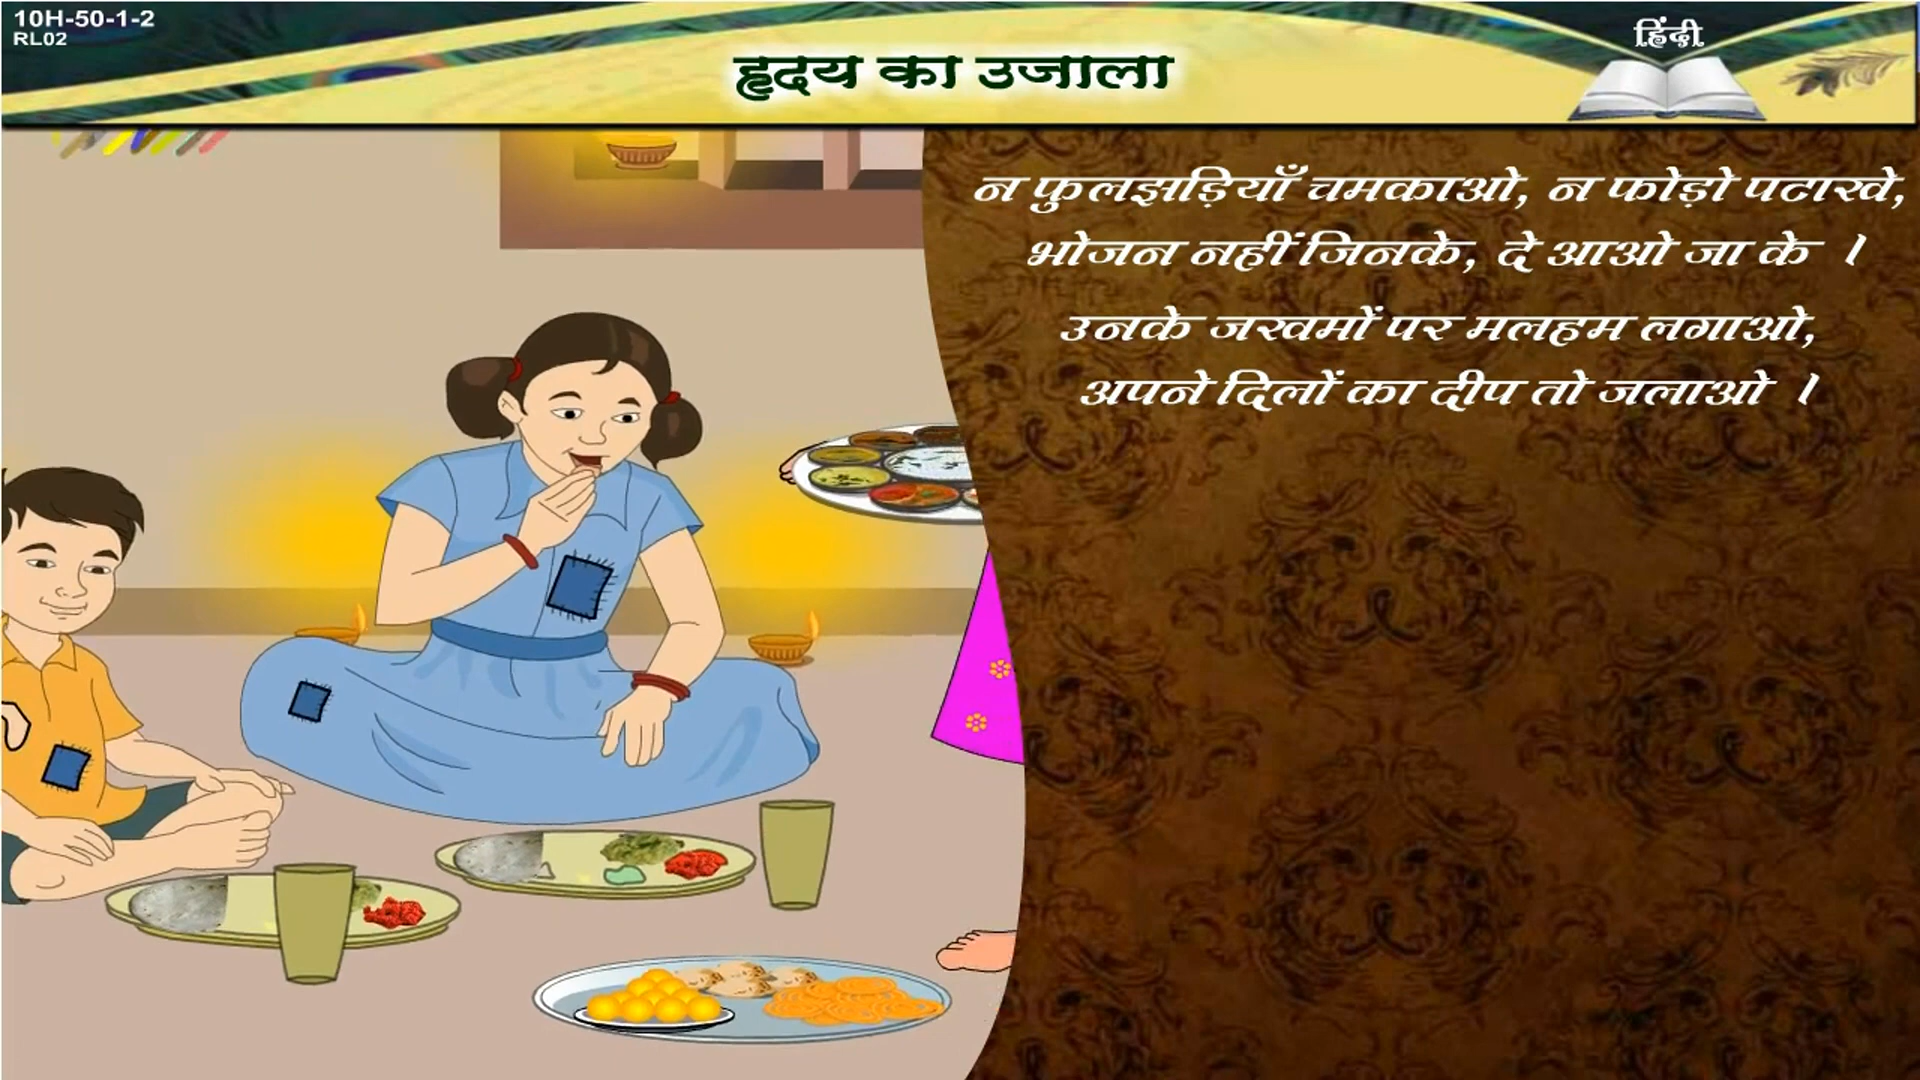 10H-50-1-2
RL02
हिंदी
हृदय का उजाला
न फुलझड़ियाँ चमकाओ, न फोड़ो पटाखे,
भोजन नहीं जिनके, दे आओ जा के ।
उनके जखमों पर मलहम लगाओ,
अपने दिलों का दीप तो जलाओ ।